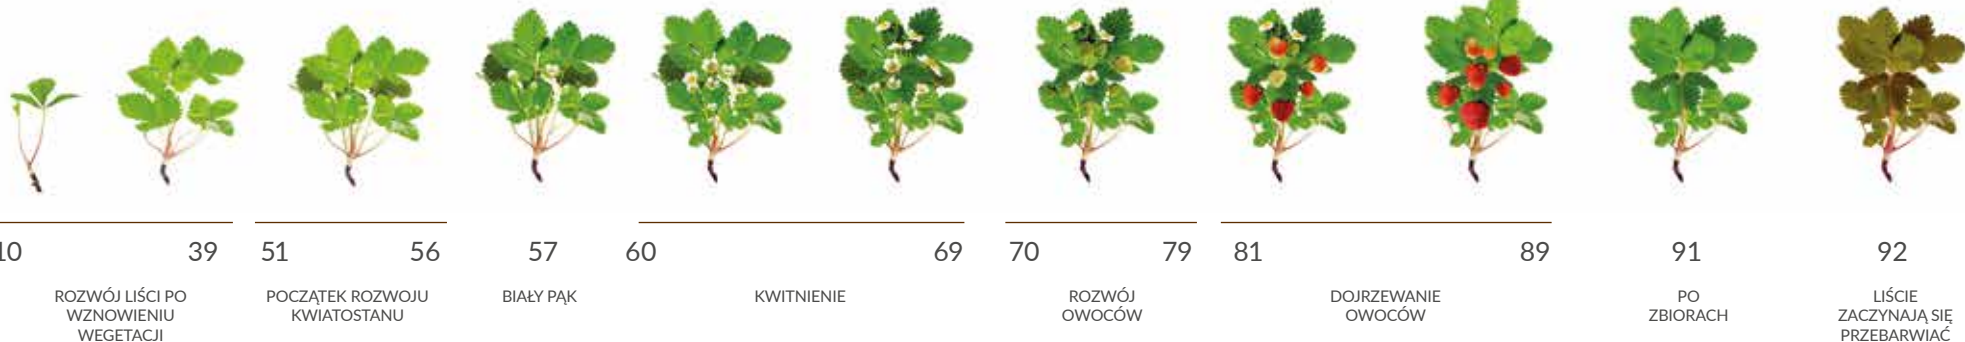 10 39 51 56 57 60 69 70 79 81 89 91 92
ROZWÓJ LIŚCI PO
WZNOWIENIU
WEGETACJI
POCZĄTEK ROZWOJU
KWIATOSTANU
BIAŁY PĄK
KWITNIENIE
ROZWÓJ
OWOCÓW
DOJRZEWANIE
OWOCÓW
PO
ZBIORACH
LIŚCIE
ZACZYNAJĄ SIĘ
PRZEBARWIAĆ